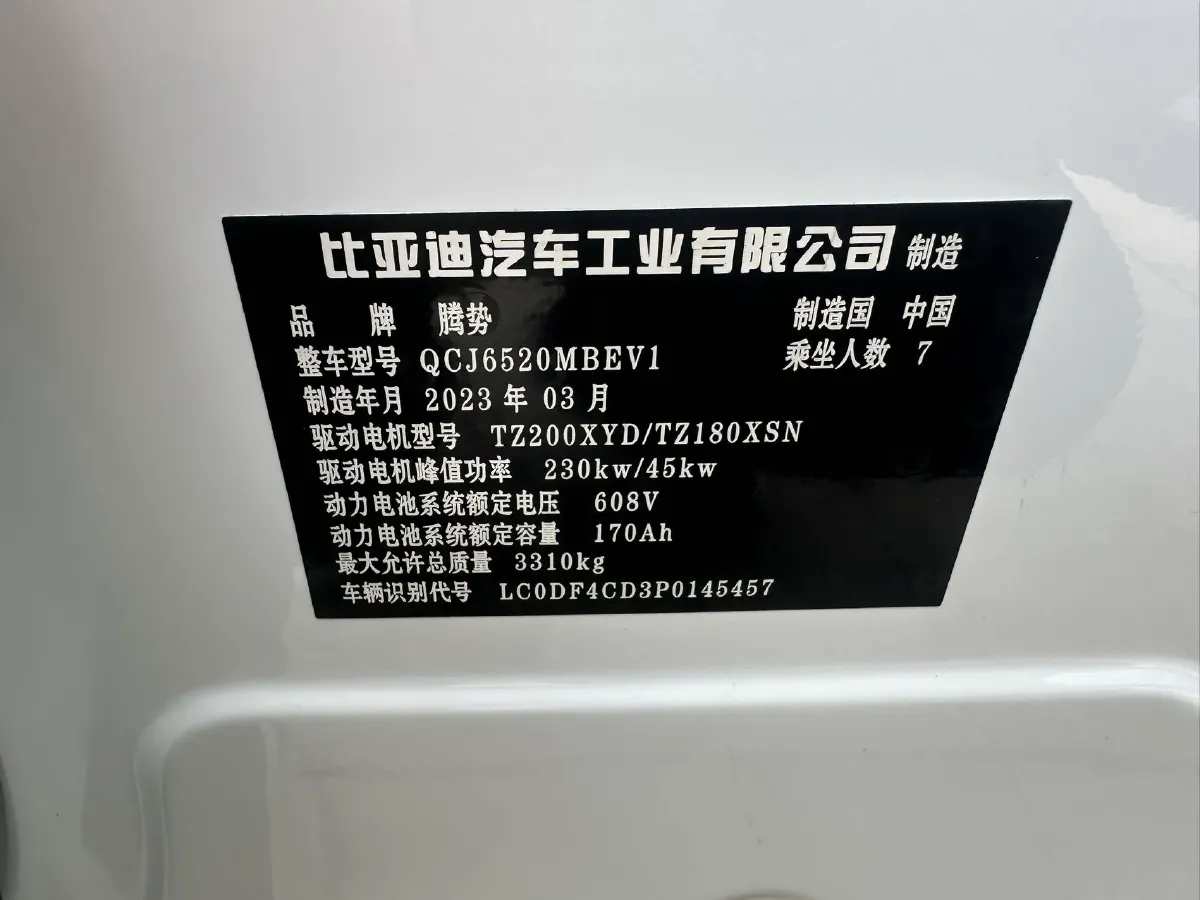 比亚迪汽车工业有限公司 制造
品 牌 腾势 制造国 中国
整车型号 QCJ6520MBEV1 乘坐人数 7
制造年月 2023 年 03 月
驱动电机型号 TZ200XYD/TZ180XSN
驱动电机峰值功率 230kw/45kw
动力电池系统额定电压 608V
动力电池系统额定容量 170Ah
最大允许总质量 3310kg
车辆识别代号 LC0DF4CD3P0145457